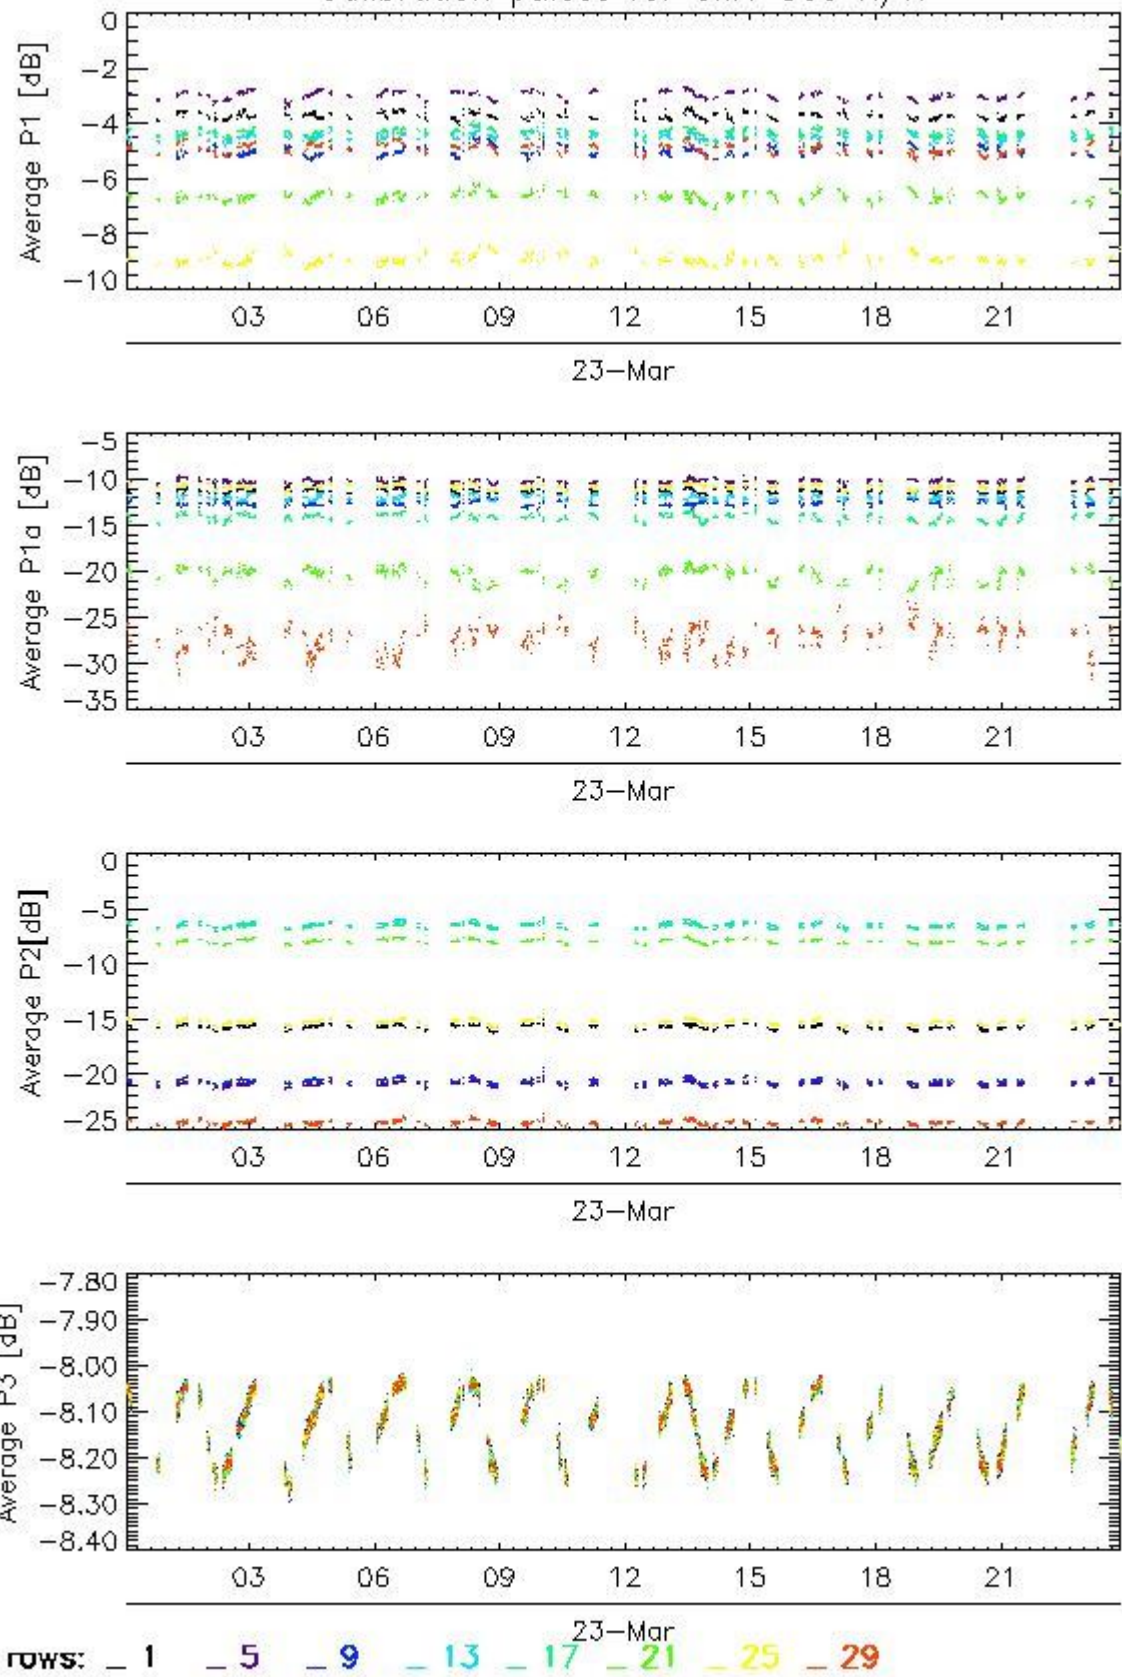 0
-2
-4
-6
-8
-10
Average P1 [dB]
03 06 09 12 15 18 21
23-Mar
-5
-10
-15
-20
-25
-30
-35
Average P1a [dB]
03 06 09 12 15 18 21
23-Mar
0
-5
-10
-15
-20
-25
Average P2[dB]
03 06 09 12 15 18 21
23-Mar
-7.80
-7.90
-8.00
-8.10
-8.20
-8.30
-8.40
Average P3 [dB]
03 06 09 12 15 18 21
23-Mar
rows: _ 1 _ 5 _ 9 _ 13 _ 17 _ 21 _ 25 _ 29